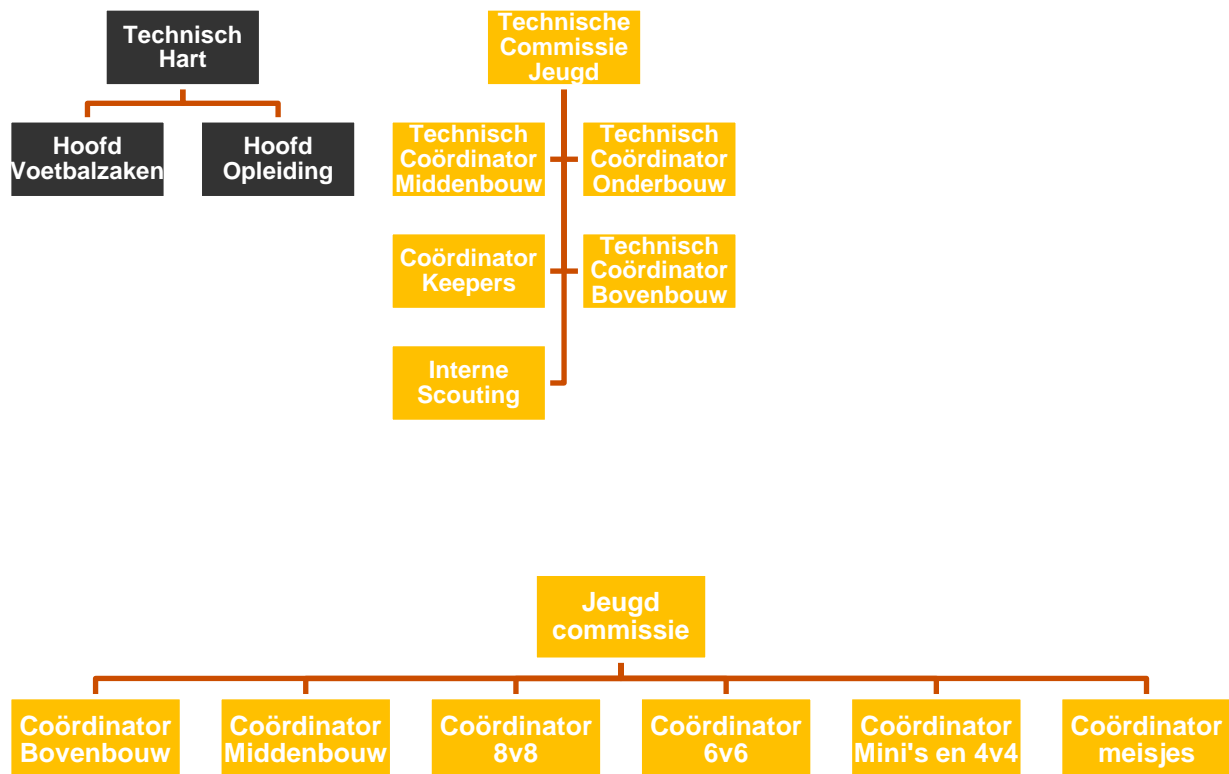 Technisch
Hart
Hoofd
Voetbalzaken
Hoofd
Opleiding
Technische
Commissie
Jeugd
Technisch
Coördinator
Middenbouw
Technisch
Coördinator
Onderbouw
Coördinator
Keepers
Technisch
Coördinator
Bovenbouw
Interne
Scouting
Jeugd
commissie
Coördinator
Bovenbouw
Coördinator
Middenbouw
Coördinator
8v8
Coördinator
6v6
Coördinator
Mini's en 4v4
Coördinator
meisjes